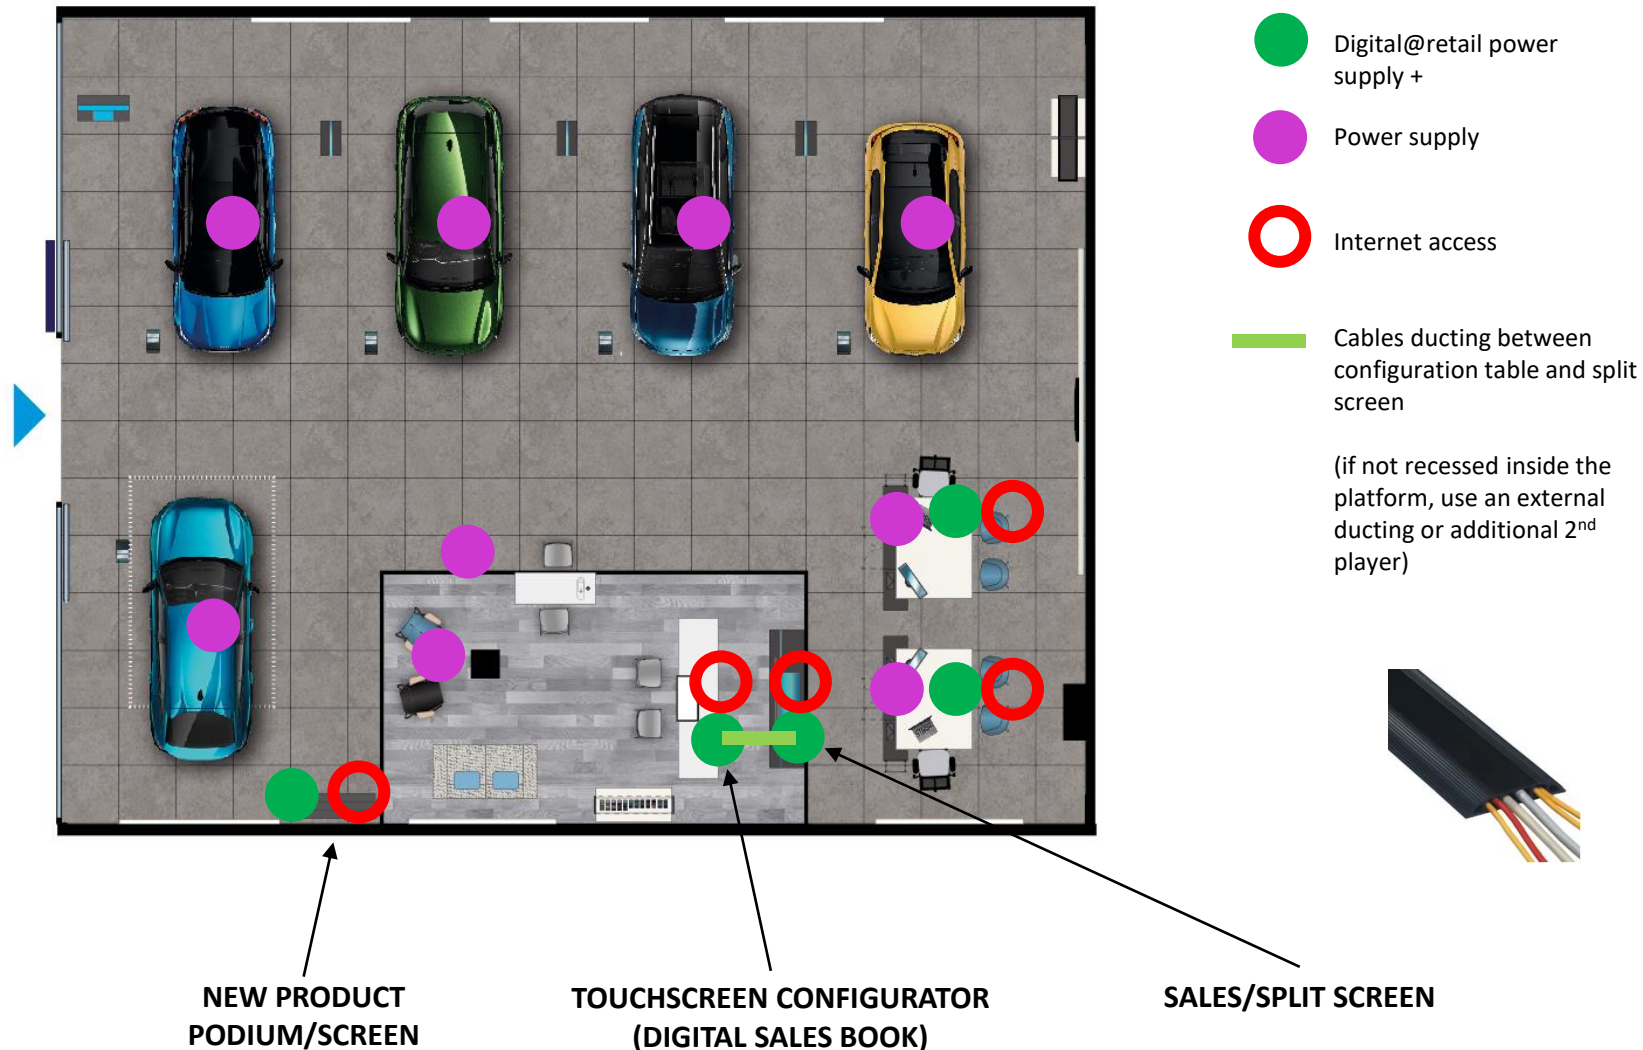 Digital@retail power
supply +
Power supply
Internet access
Cables ducting between
configuration table and split
screen
(if not recessed inside the
platform, use an external
ducting or additional 2nd
player)
NEW PRODUCT
PODIUM/SCREEN
TOUCHSCREEN CONFIGURATOR
(DIGITAL SALES BOOK)
SALES/SPLIT SCREEN